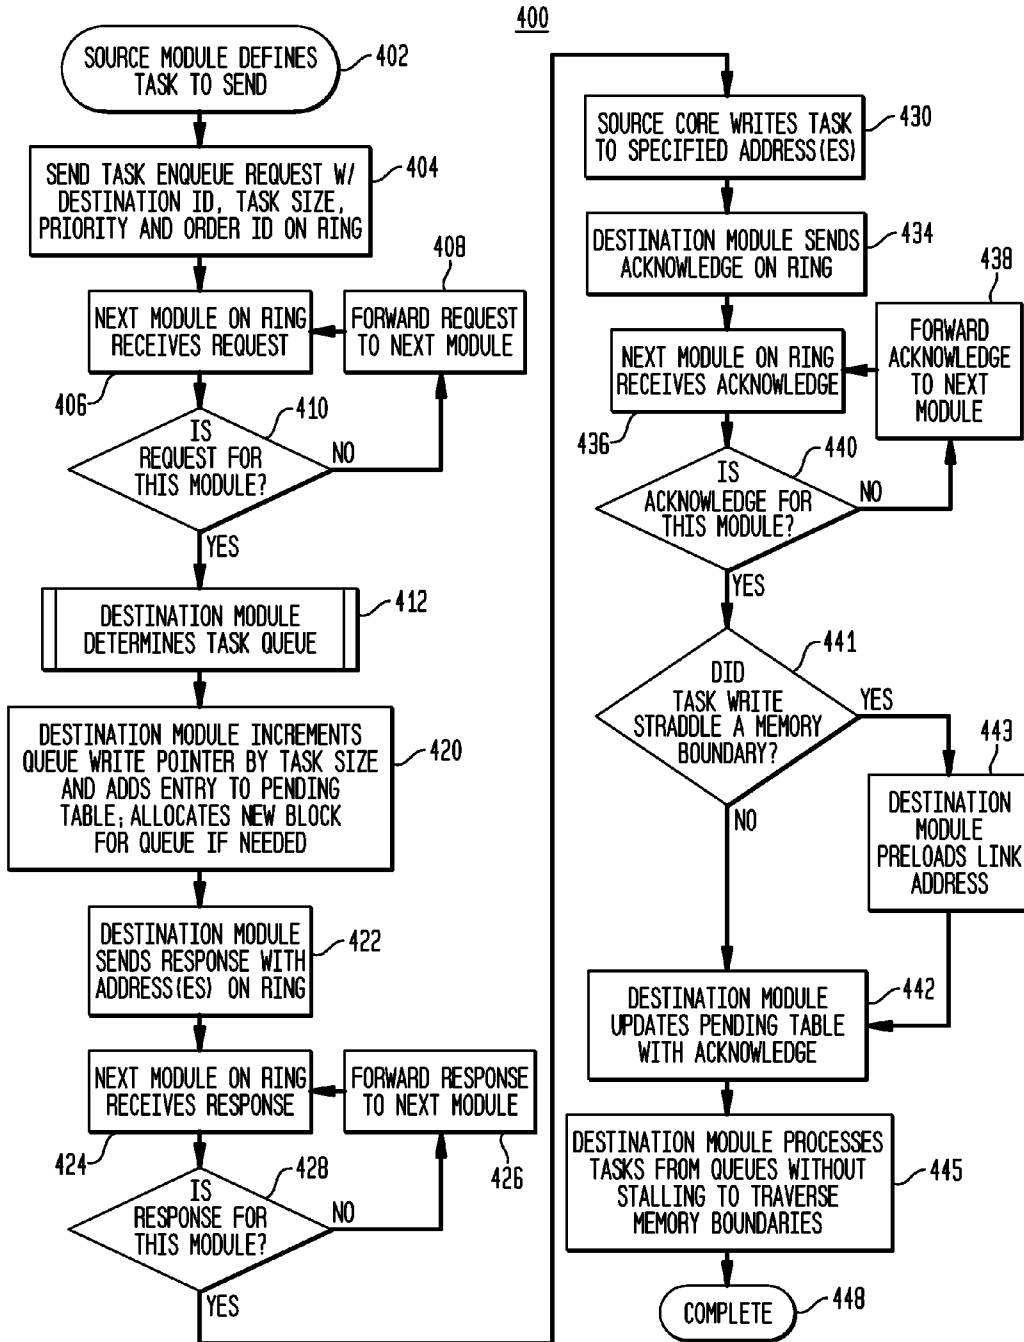 400
SOURCE MODULE DEFINES
TASK TO SEND
402
SEND TASK ENQUEUE REQUEST W/
DESTINATION ID, TASK SIZE,
PRIORITY AND ORDER ID ON RING
404
408
NEXT MODULE ON RING
RECEIVES REQUEST
FORWARD REQUEST
TO NEXT MODULE
406
410
IS
REQUEST FOR
THIS MODULE?
NO
YES
DESTINATION MODULE
DETERMINES TASK QUEUE
412
DESTINATION MODULE INCREMENTS
QUEUE WRITE POINTER BY TASK SIZE
AND ADDS ENTRY TO PENDING
TABLE; ALLOCATES NEW BLOCK
FOR QUEUE IF NEEDED
420
DESTINATION MODULE
SENDS RESPONSE WITH
ADDRESS(ES) ON RING
422
NEXT MODULE ON RING
RECEIVES RESPONSE
FORWARD RESPONSE
TO NEXT MODULE
424
426
428
IS
RESPONSE FOR
THIS MODULE?
NO
YES
SOURCE CORE WRITES TASK
TO SPECIFIED ADDRESS(ES)
430
DESTINATION MODULE SENDS
ACKNOWLEDGE ON RING
434
438
NEXT MODULE ON RING
RECEIVES ACKNOWLEDGE
FORWARD
ACKNOWLEDGE
TO NEXT
MODULE
436
440
IS
ACKNOWLEDGE FOR
THIS MODULE?
NO
YES
441
DID
TASK WRITE
STRADDLE A MEMORY
BOUNDARY?
YES
NO
443
DESTINATION
MODULE
PRELOADS LINK
ADDRESS
DESTINATION MODULE
UPDATES PENDING TABLE
WITH ACKNOWLEDGE
442
DESTINATION MODULE PROCESSES
TASKS FROM QUEUES WITHOUT
STALLING TO TRAVERSE
MEMORY BOUNDARIES
445
COMPLETE
448